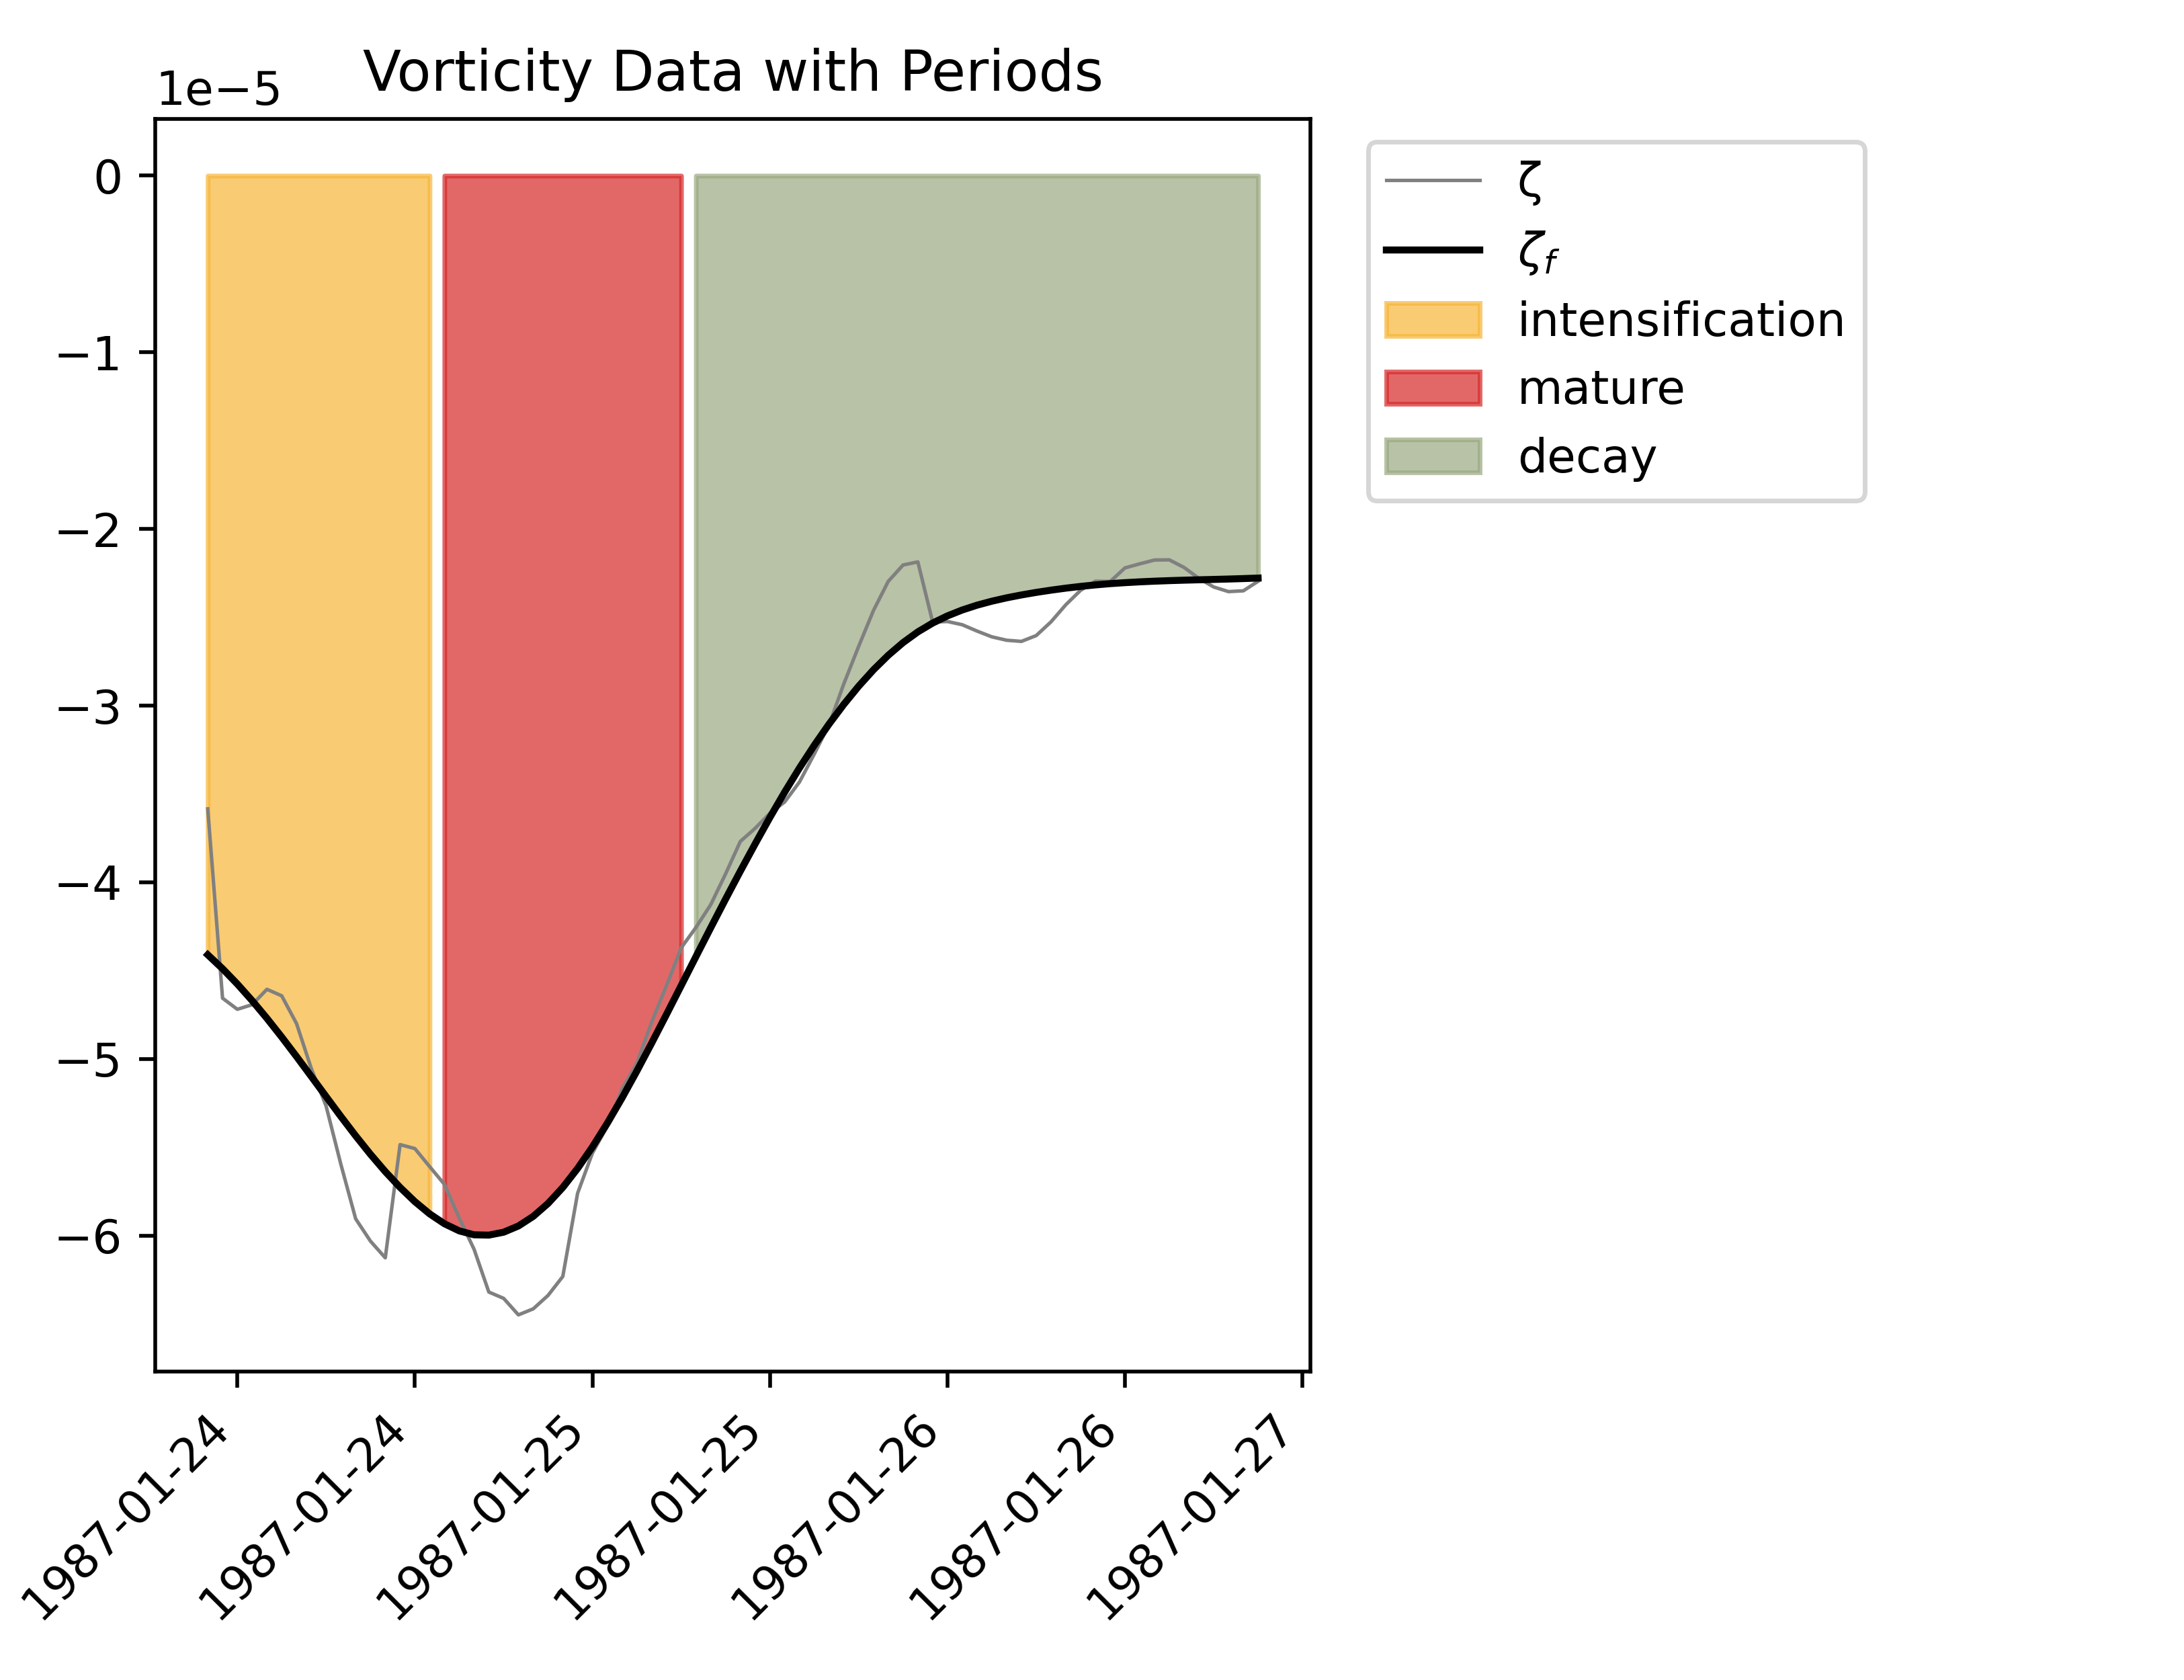 Vorticity Data with Periods
1e−5
0
−1
−2
−3
−4
−5
−6
1987-01-24
1987-01-24
1987-01-25
1987-01-25
1987-01-26
1987-01-26
1987-01-27
ζ
ζf
intensification
mature
decay